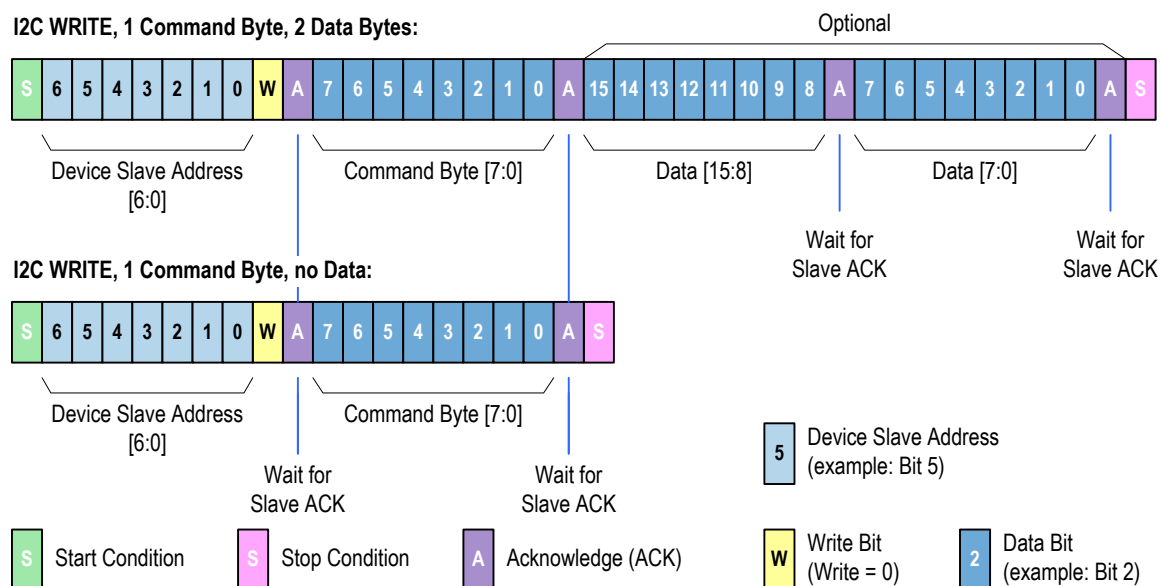 I2C WRITE, 1 Command Byte, 2 Data Bytes:
Optional
S 6 5 4 3 2 1 0 W A 7 6 5 4 3 2 1 0 A 15 14 13 12 11 10 9 8 A 7 6 5 4 3 2 1 0 A S
Device Slave Address
[6:0]
Command Byte [7:0]
Data [15:8]
Data [7:0]
Wait for
Slave ACK
Wait for
Slave ACK
I2C WRITE, 1 Command Byte, no Data:
S 6 5 4 3 2 1 0 W A 7 6 5 4 3 2 1 0 A S
Device Slave Address
[6:0]
Command Byte [7:0]
Wait for
Slave ACK
Wait for
Slave ACK
5 Device Slave Address
(example: Bit 5)
S Start Condition
S Stop Condition
A Acknowledge (ACK)
W Write Bit
(Write = 0)
2 Data Bit
(example: Bit 2)